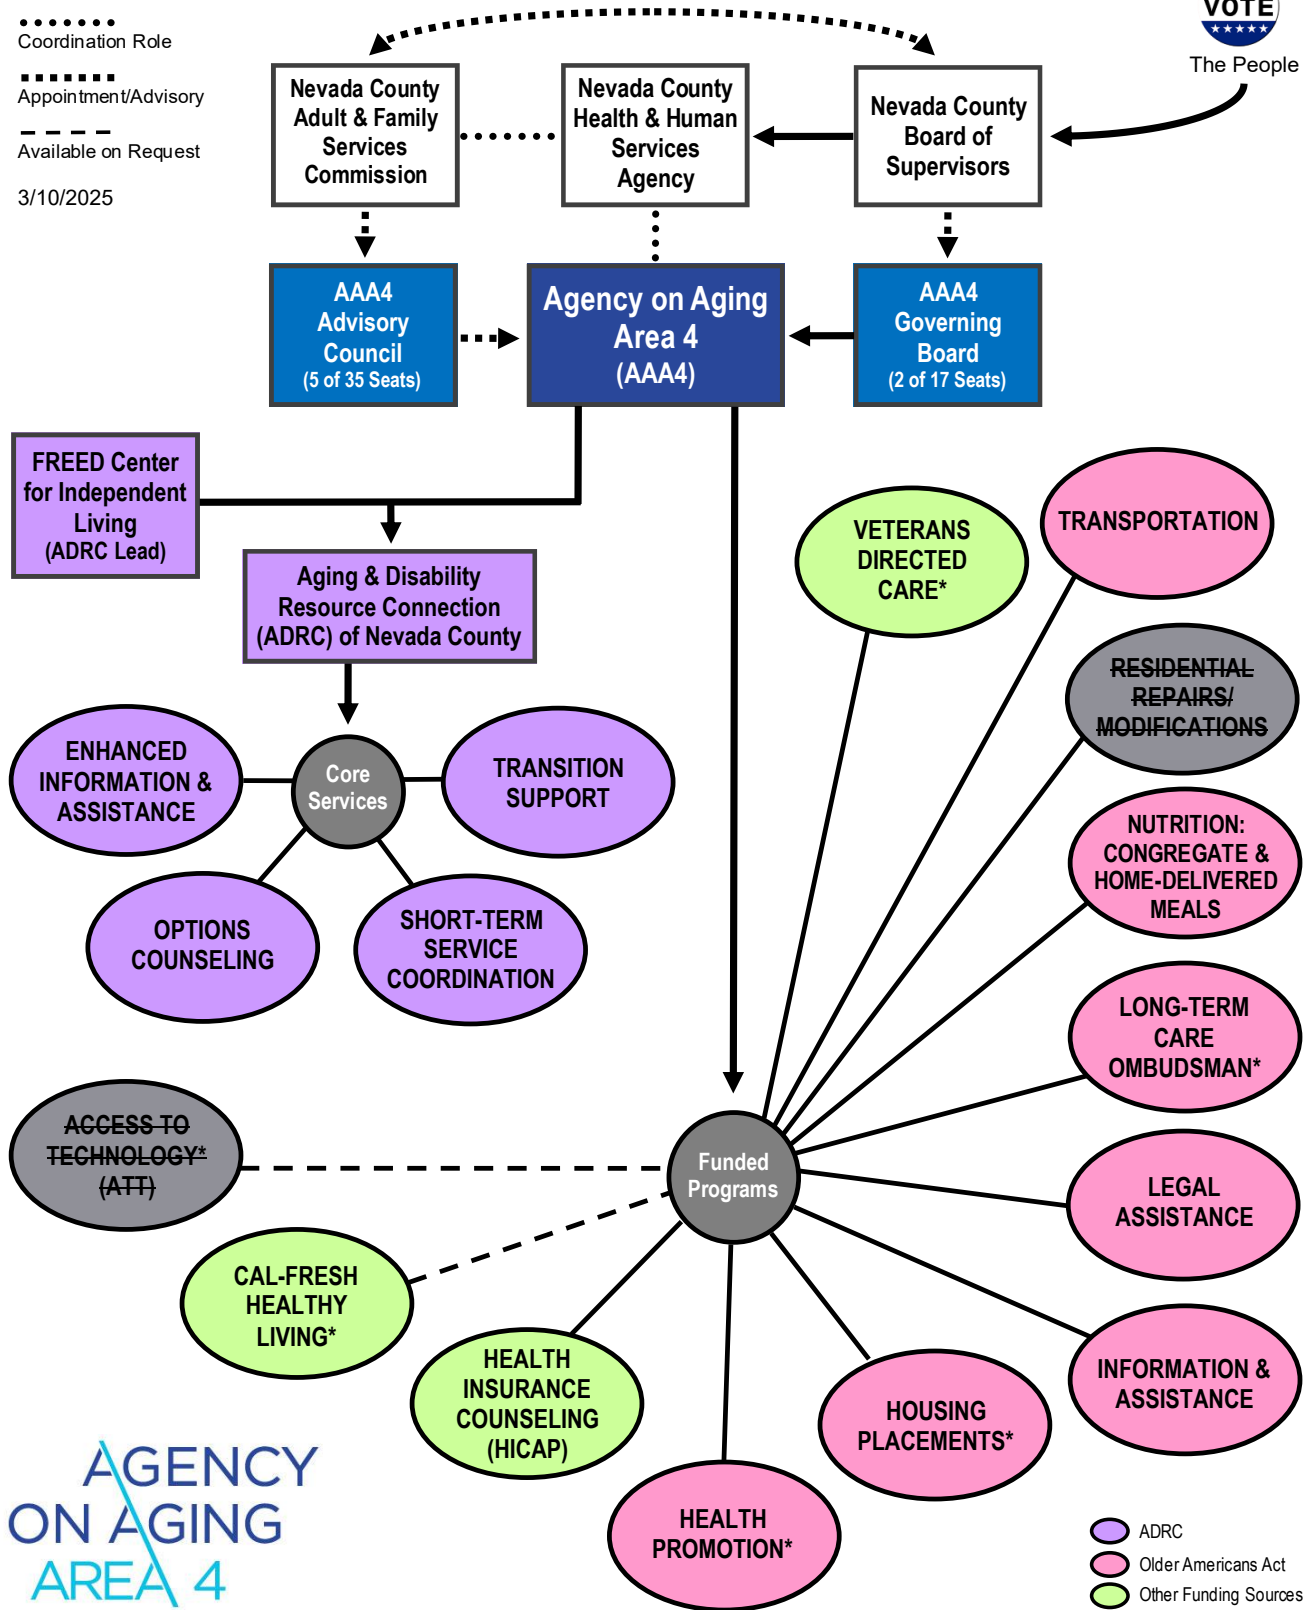 VOTE
The People
Coordination Role
Appointment/Advisory
Available on Request
3/10/2025
Nevada County
Adult & Family
Services
Commission
Nevada County
Health & Human
Services
Agency
Nevada County
Board of
Supervisors
AAA4
Advisory
Council
(5 of 35 Seats)
Agency on Aging
Area 4
(AAA4)
AAA4
Governing
Board
(2 of 17 Seats)
FREED Center
for Independent
Living
(ADRC Lead)
Aging & Disability
Resource Connection
(ADRC) of Nevada County
Core
Services
ENHANCED
INFORMATION &
ASSISTANCE
TRANSITION
SUPPORT
OPTIONS
COUNSELING
SHORT-TERM
SERVICE
COORDINATION
VETERANS
DIRECTED
CARE*
TRANSPORTATION
RESIDENTIAL
REPAIRS/
MODIFICATIONS
NUTRITION:
CONGREGATE &
HOME-DELIVERED
MEALS
LONG-TERM
CARE
OMBUDSMAN*
LEGAL
ASSISTANCE
INFORMATION &
ASSISTANCE
Funded
Programs
ACCESS TO
TECHNOLOGY*
(ATT)
CAL-FRESH
HEALTHY
LIVING*
HEALTH
INSURANCE
COUNSELING
(HICAP)
HOUSING
PLACEMENTS*
HEALTH
PROMOTION*
AGENCY
ON AGING
AREA 4
ADRC
Older Americans Act
Other Funding Sources